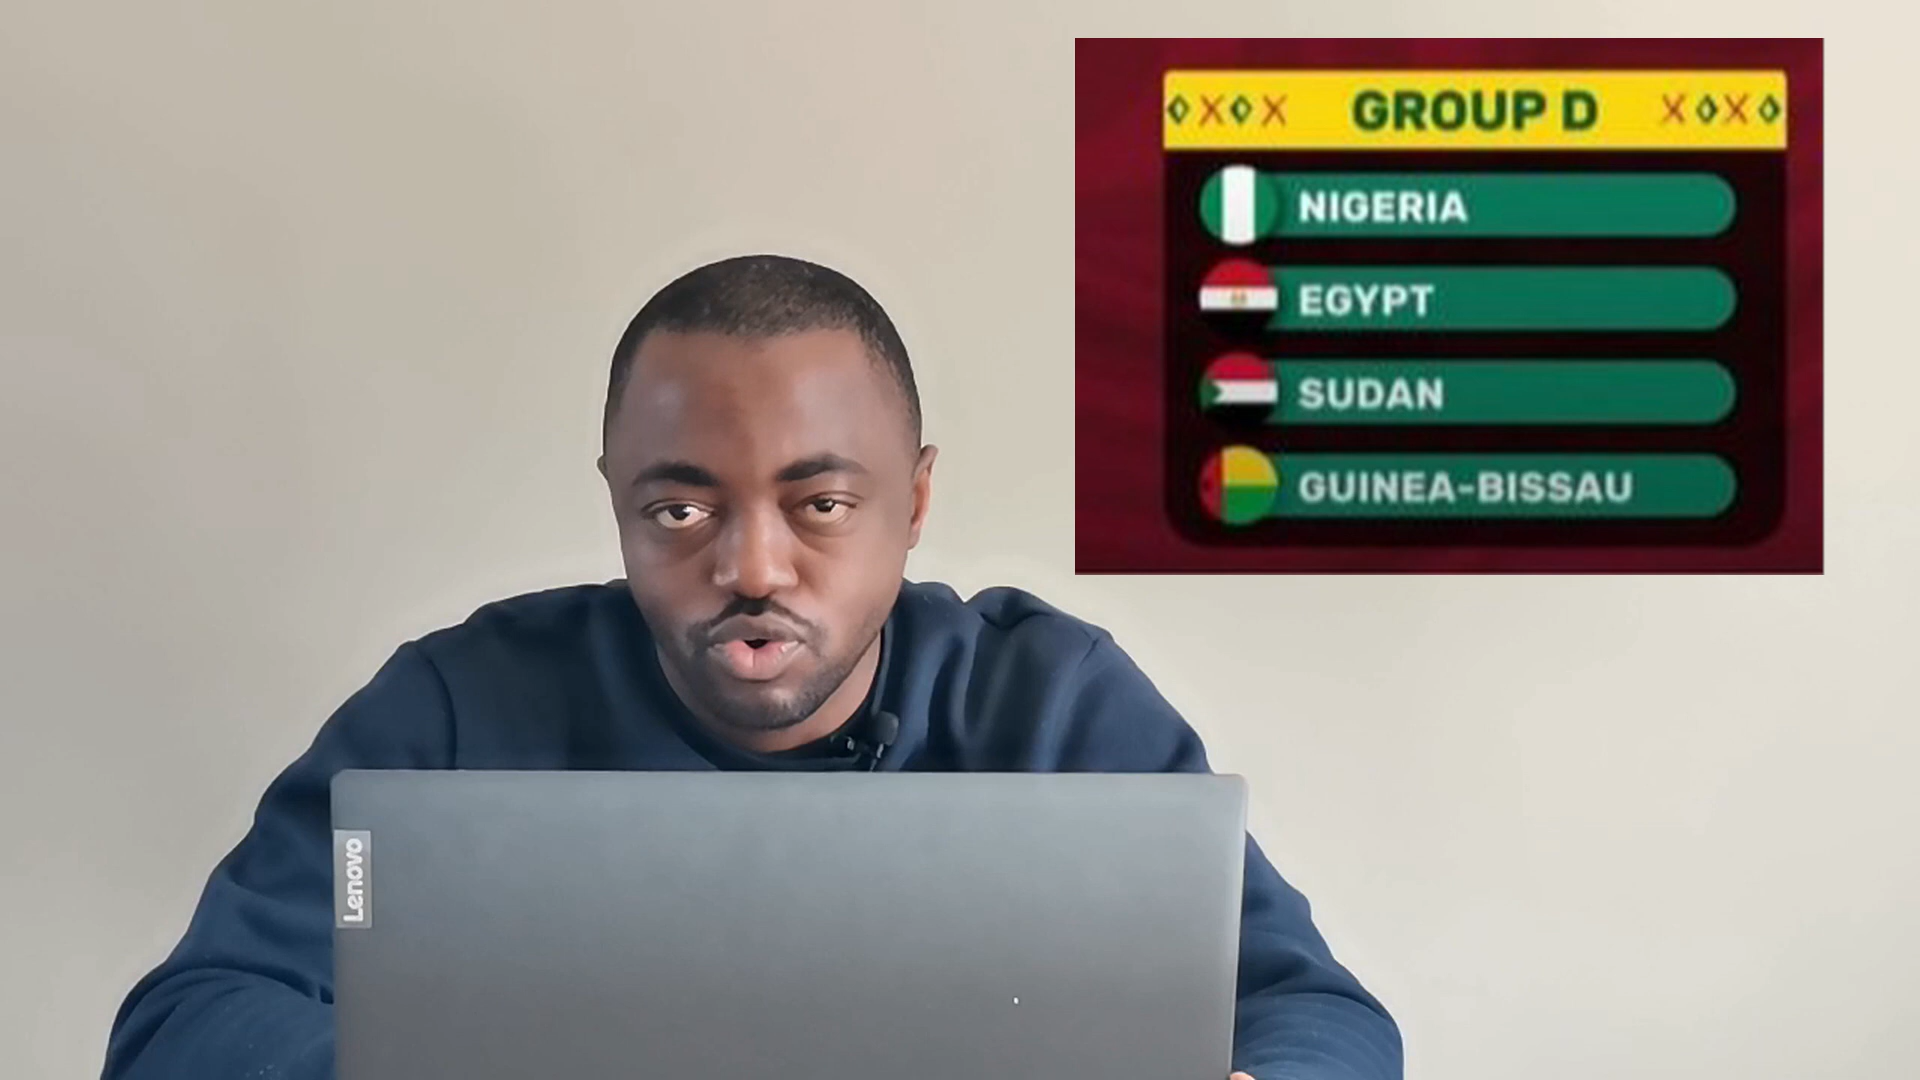 GROUP D
NIGERIA
EGYPT
SUDAN
GUINEA-BISSAU
Lenovo